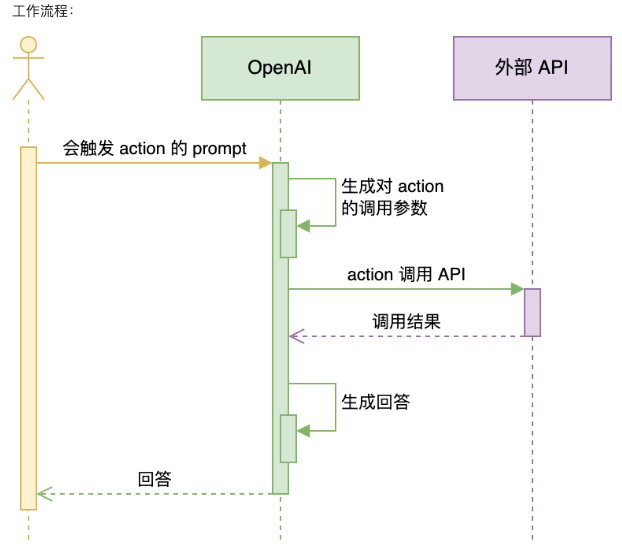 工作流程：
OpenAI
外部 API
会触发 action 的 prompt
生成对 action
的调用参数
action 调用 API
调用结果
生成回答
回答